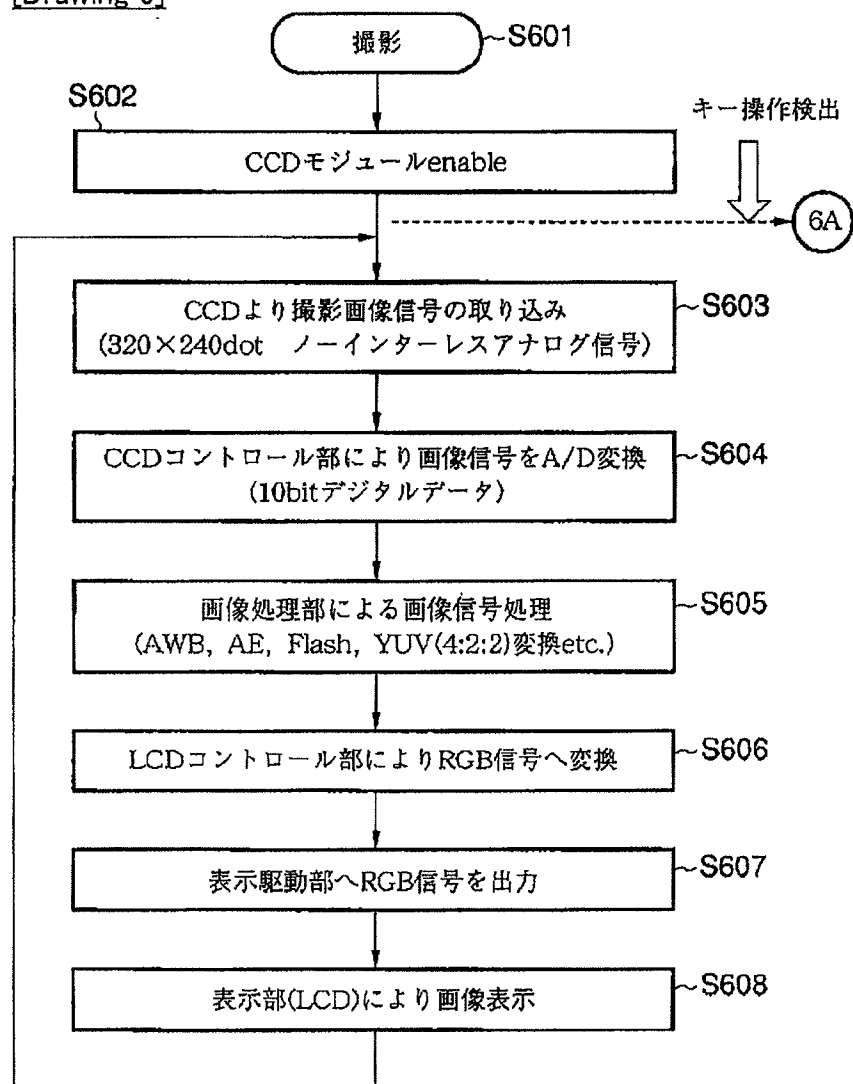 撮影
S601
S602
キー操作検出
CCDモジュールenable
6A
CCDより撮影画像信号の取り込み
(320×240dot ノーインターレスアナログ信号)
S603
CCDコントロール部により画像信号をA/D変換
(10bitデジタルデータ)
S604
画像処理部による画像信号処理
(AWB, AE, Flash, YUV(4:2:2)変換etc.)
S605
LCDコントロール部によりRGB信号へ変換
S606
表示駆動部へRGB信号を出力
S607
表示部(LCD)により画像表示
S608